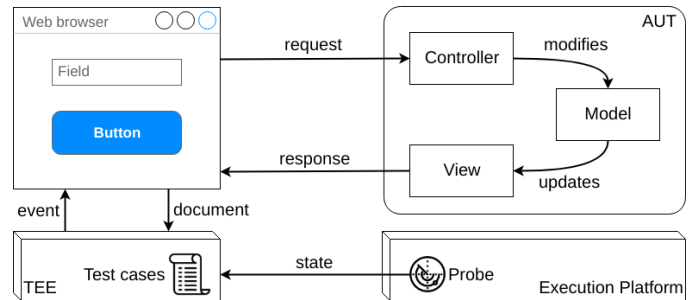 Web browser
AUT
request
Controller
modifies
Field
Model
Button
response
View
updates
event
document
Test cases
TEE
state
Probe
Execution Platform